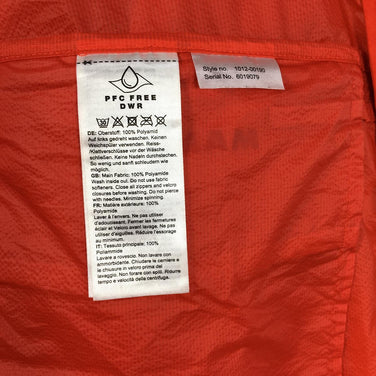 PFC FREE
DWR
DE: Oberstoff: 100% Polyamid
Auf links gedreht waschen. Keinen
Weichspüler verwenden. Reiss-
/Klettverschlüsse vor der Wäsche
schließen. Keine Nadeln durchstechen.
So wenig und sanft schleudern wie
möglich.
GB: Main Fabric: 100% Polyamide
Wash inside out. Do not use fabric
softeners. Close all zippers and velcro
closures before washing. Do not pierce
with needles. Minimize spinning.
FR: Matière extérieure: 100%
Polyamide
Laver à l'envers. Ne pas utiliser
d'adoucissant. Fermer les fermetures
éclair et Velcro avant lavage. Ne pas
utiliser d'aiguilles. Réduire l'essorage
au minimum.
IT: Tessuto principale: 100%
Poliammide
Lavare a rovescio. Non lavare con
ammorbidente. Chiudere le cerniere e
le chiusure in velcro prima del
lavaggio. Non forare con spilli. Ridurre
tempo e velocità della centrifuga.
Style no. 1012-00190
Serial No. 6019079